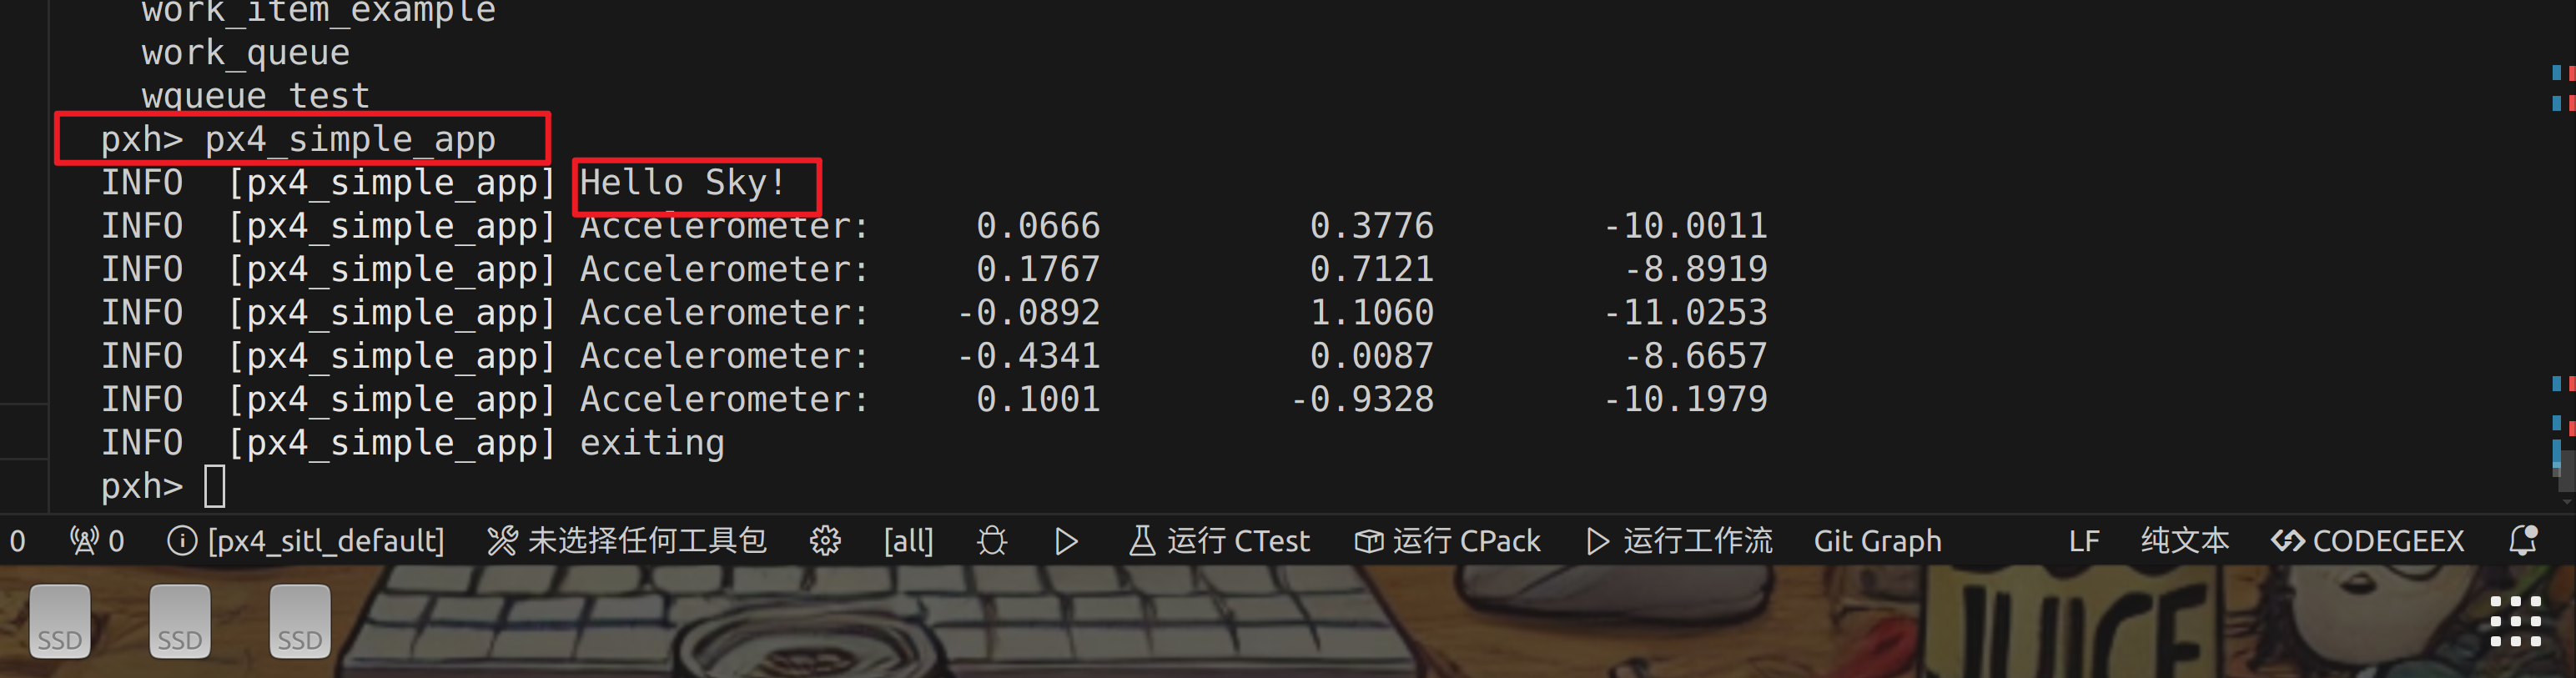 work_item_example
work_queue
wqueue_test
pxh> px4_simple_app
INFO  [px4_simple_app] Hello Sky!
INFO  [px4_simple_app] Accelerometer:   0.0666   0.3776   -10.0011
INFO  [px4_simple_app] Accelerometer:   0.1767   0.7121   -8.8919
INFO  [px4_simple_app] Accelerometer:   -0.0892   1.1060   -11.0253
INFO  [px4_simple_app] Accelerometer:   -0.4341   0.0087   -8.6657
INFO  [px4_simple_app] Accelerometer:   0.1001   -0.9328   -10.1979
INFO  [px4_simple_app] exiting
pxh>
0 0 [px4_sitl_default] 未选择任何工具包 [all] 运行 CTest 运行 CPack 运行工作流 Git Graph LF 纯文本 CODEGEEX
SSD SSD SSD JUICE